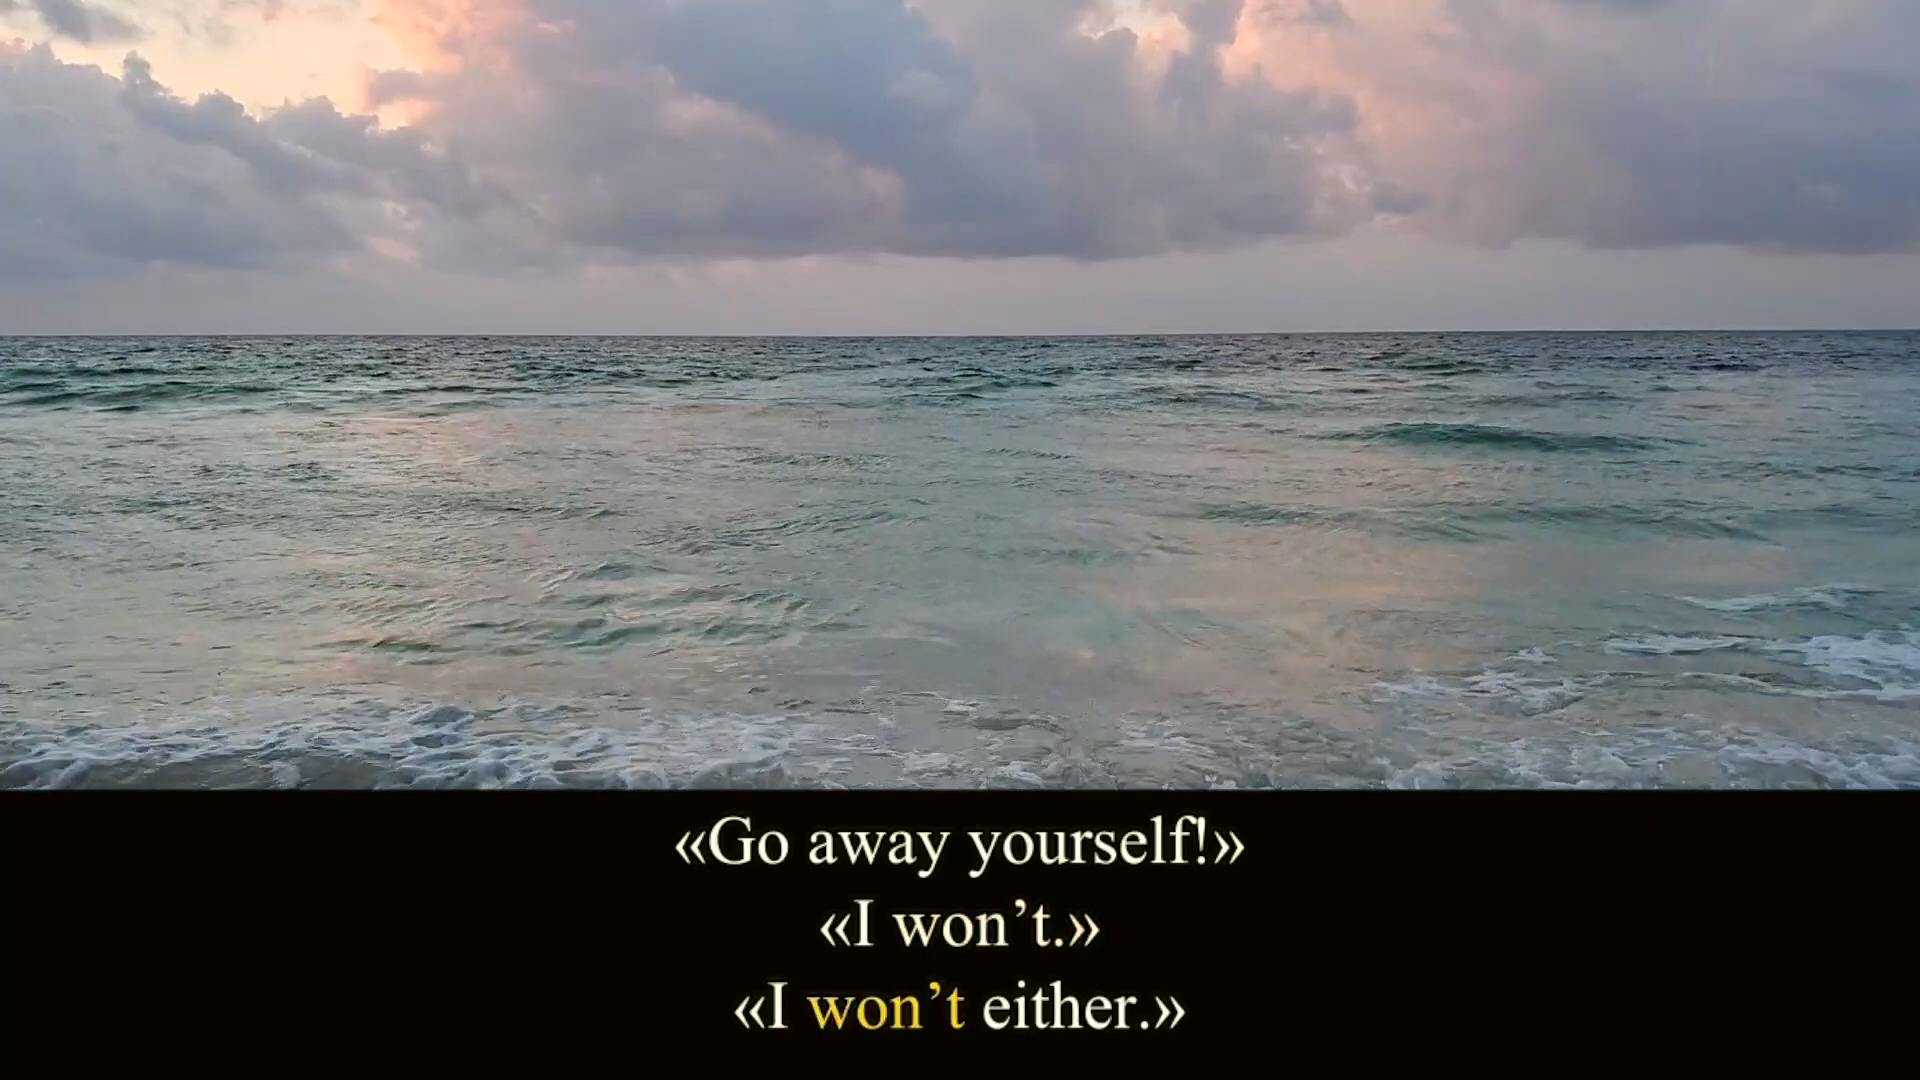 «Go away yourself!»
«I won’t.»
«I won’t either.»